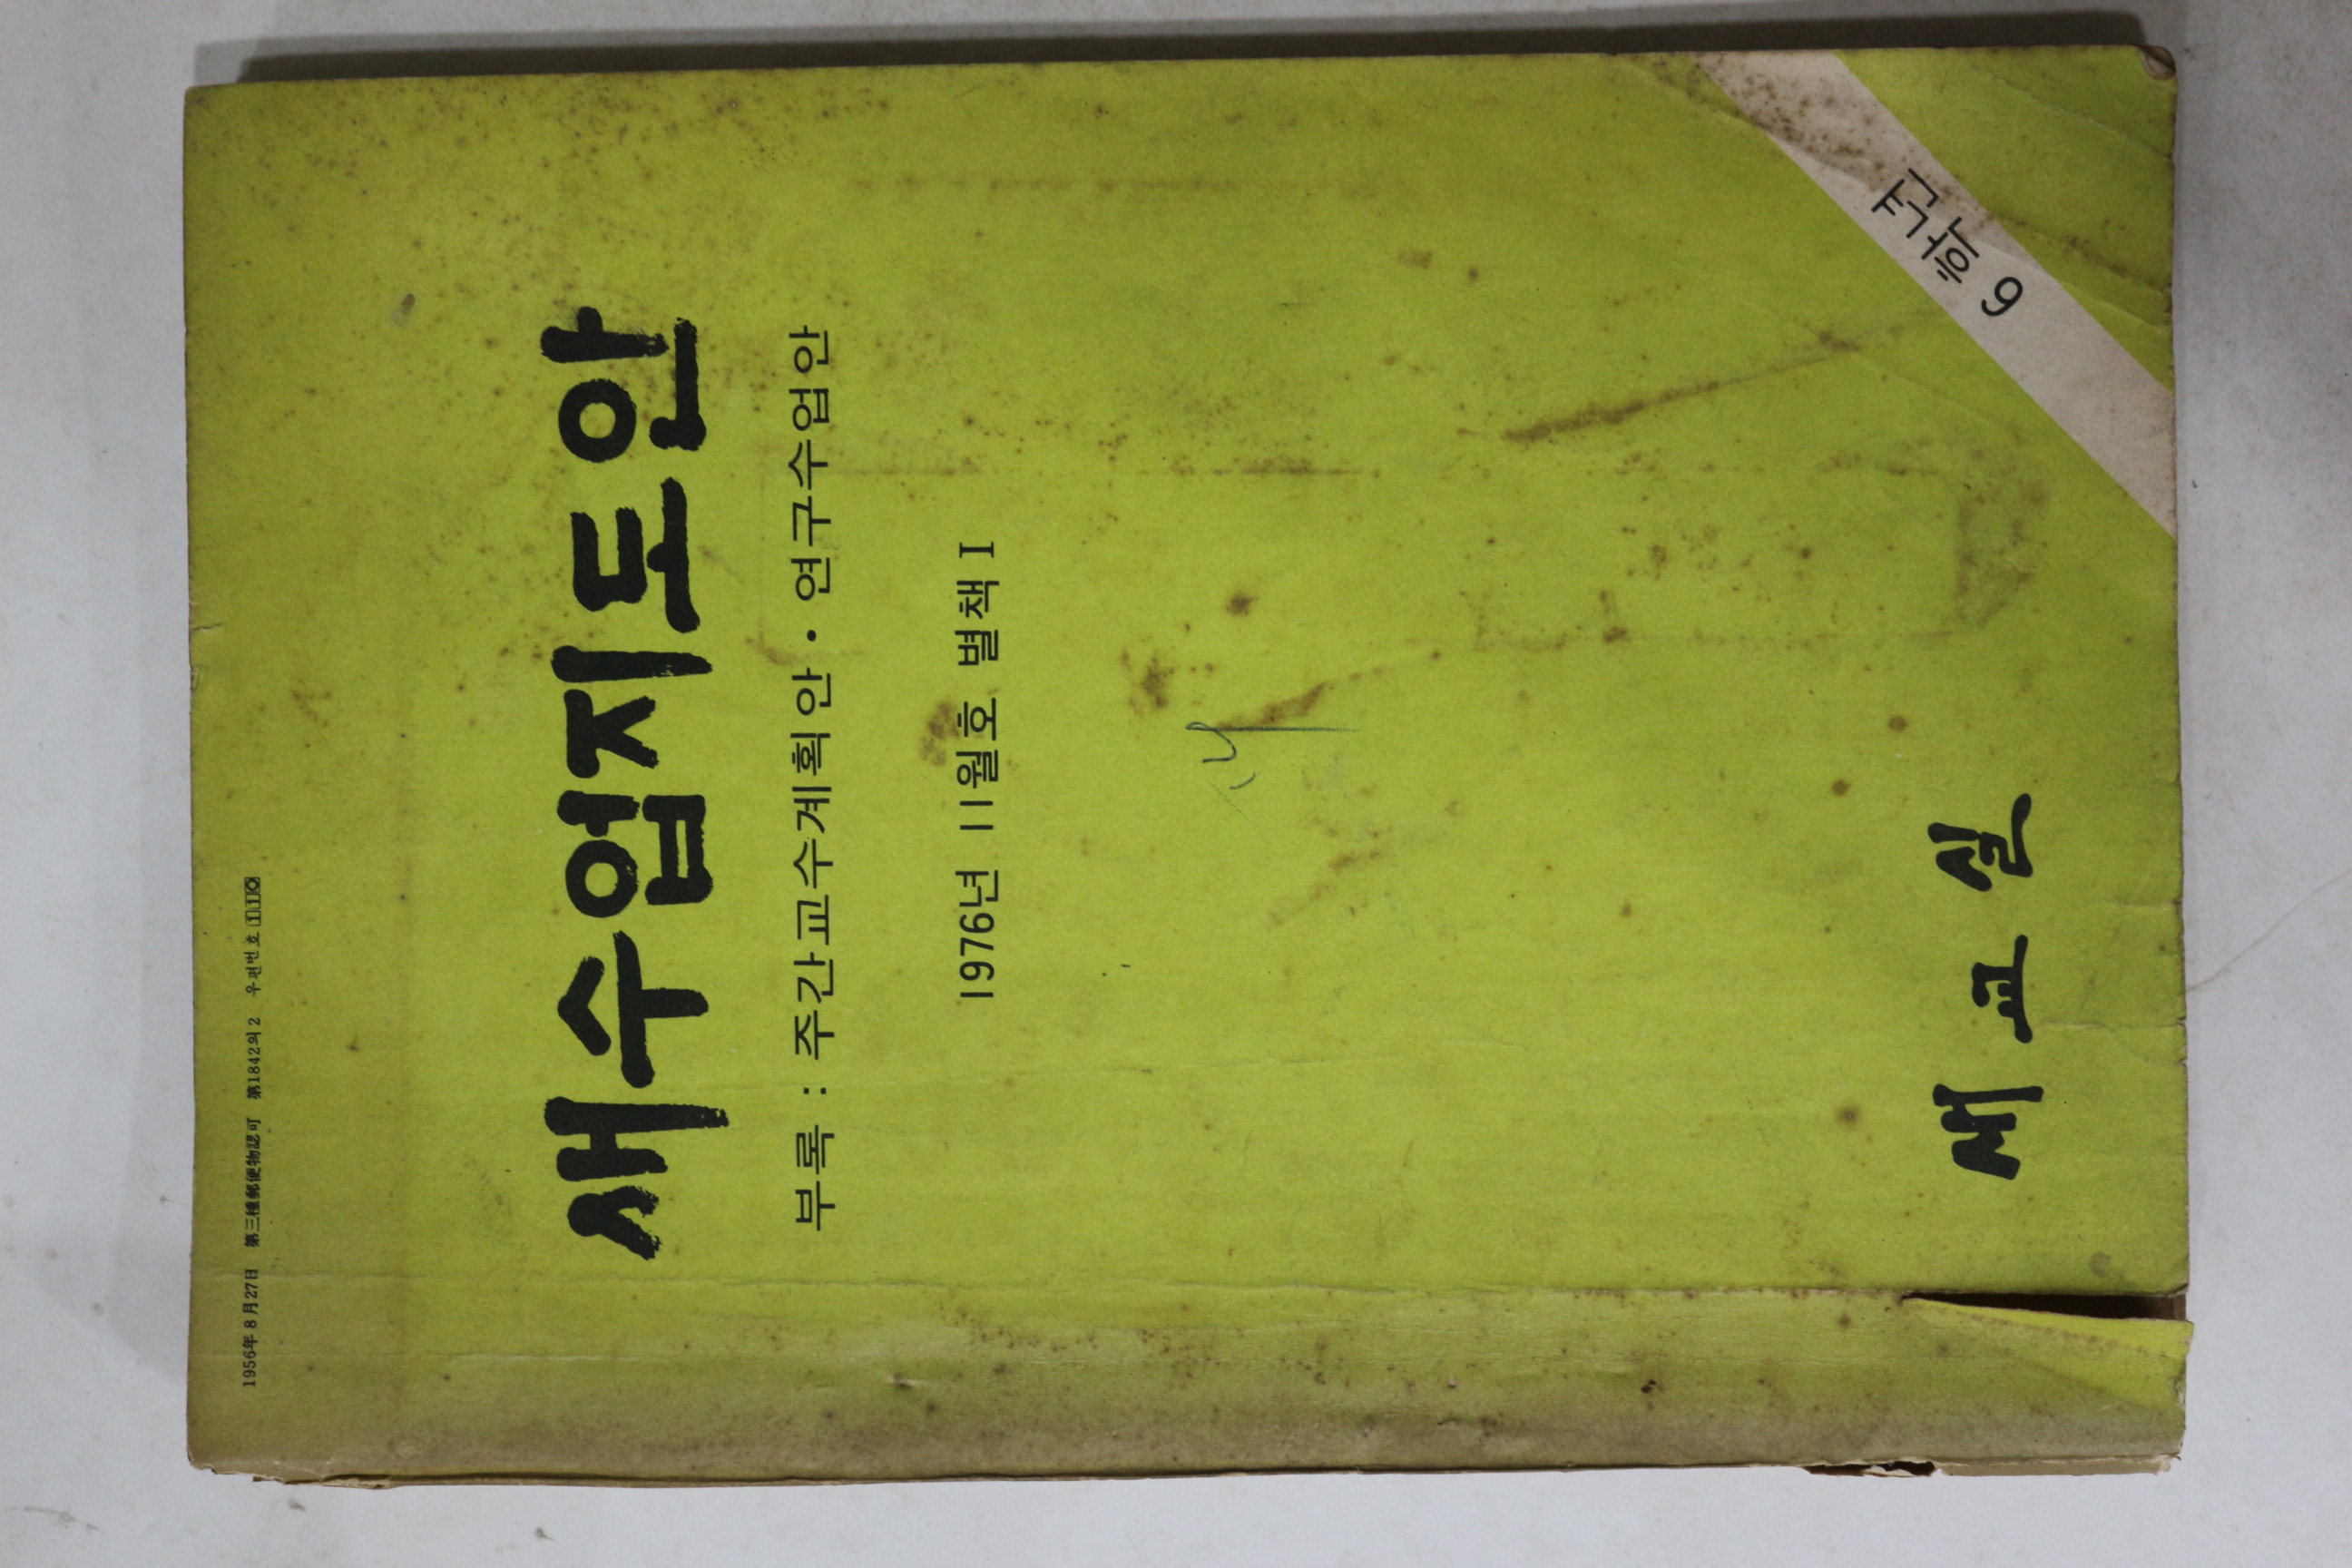 1956年 8月27日 第三種郵便物認可 第1842의 2 우편번호 110
새수업지도안
부록 : 주간교수계획안 · 연구수업안
1976년 11월호 별책 I
새교실
6 학년